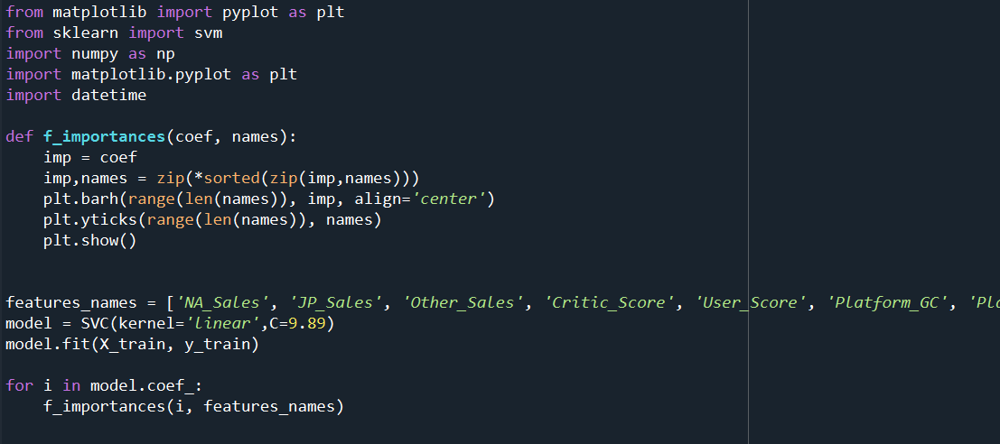 from matplotlib import pyplot as plt
from sklearn import svm
import numpy as np
import matplotlib.pyplot as plt
import datetime
def f_importances(coef, names):
imp = coef
imp,names = zip(*sorted(zip(imp,names)))
plt.barh(range(len(names)), imp, align='center')
plt.yticks(range(len(names)), names)
plt.show()
features_names = ['NA_Sales', 'JP_Sales', 'Other_Sales', 'Critic_Score', 'User_Score', 'Platform_GC',
model = SVC(kernel='linear',C=9.89)
model.fit(X_train, y_train)
for i in model.coef_:
f_importances(i, features_names)